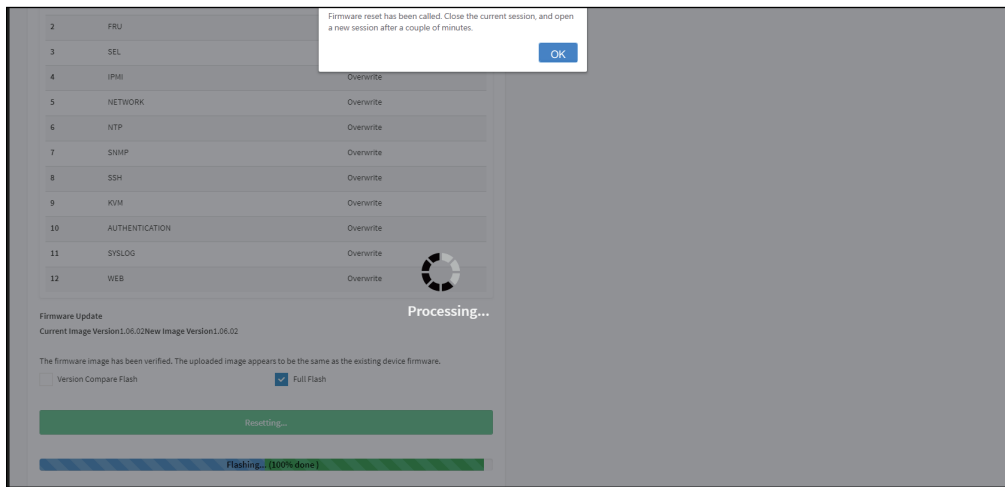 Firmware reset has been called. Close the current session, and open
a new session after a couple of minutes.
OK
2 FRU
3 SEL
4 IPMI Overwrite
5 NETWORK Overwrite
6 NTP Overwrite
7 SNMP Overwrite
8 SSH Overwrite
9 KVM Overwrite
10 AUTHENTICATION Overwrite
11 SYSLOG Overwrite
12 WEB Overwrite
Processing...
Firmware Update
Current Image Version1.06.02New Image Version1.06.02
The firmware image has been verified. The uploaded image appears to be the same as the existing device firmware.
Version Compare Flash Full Flash
Resetting...
Flashing... (100% done )